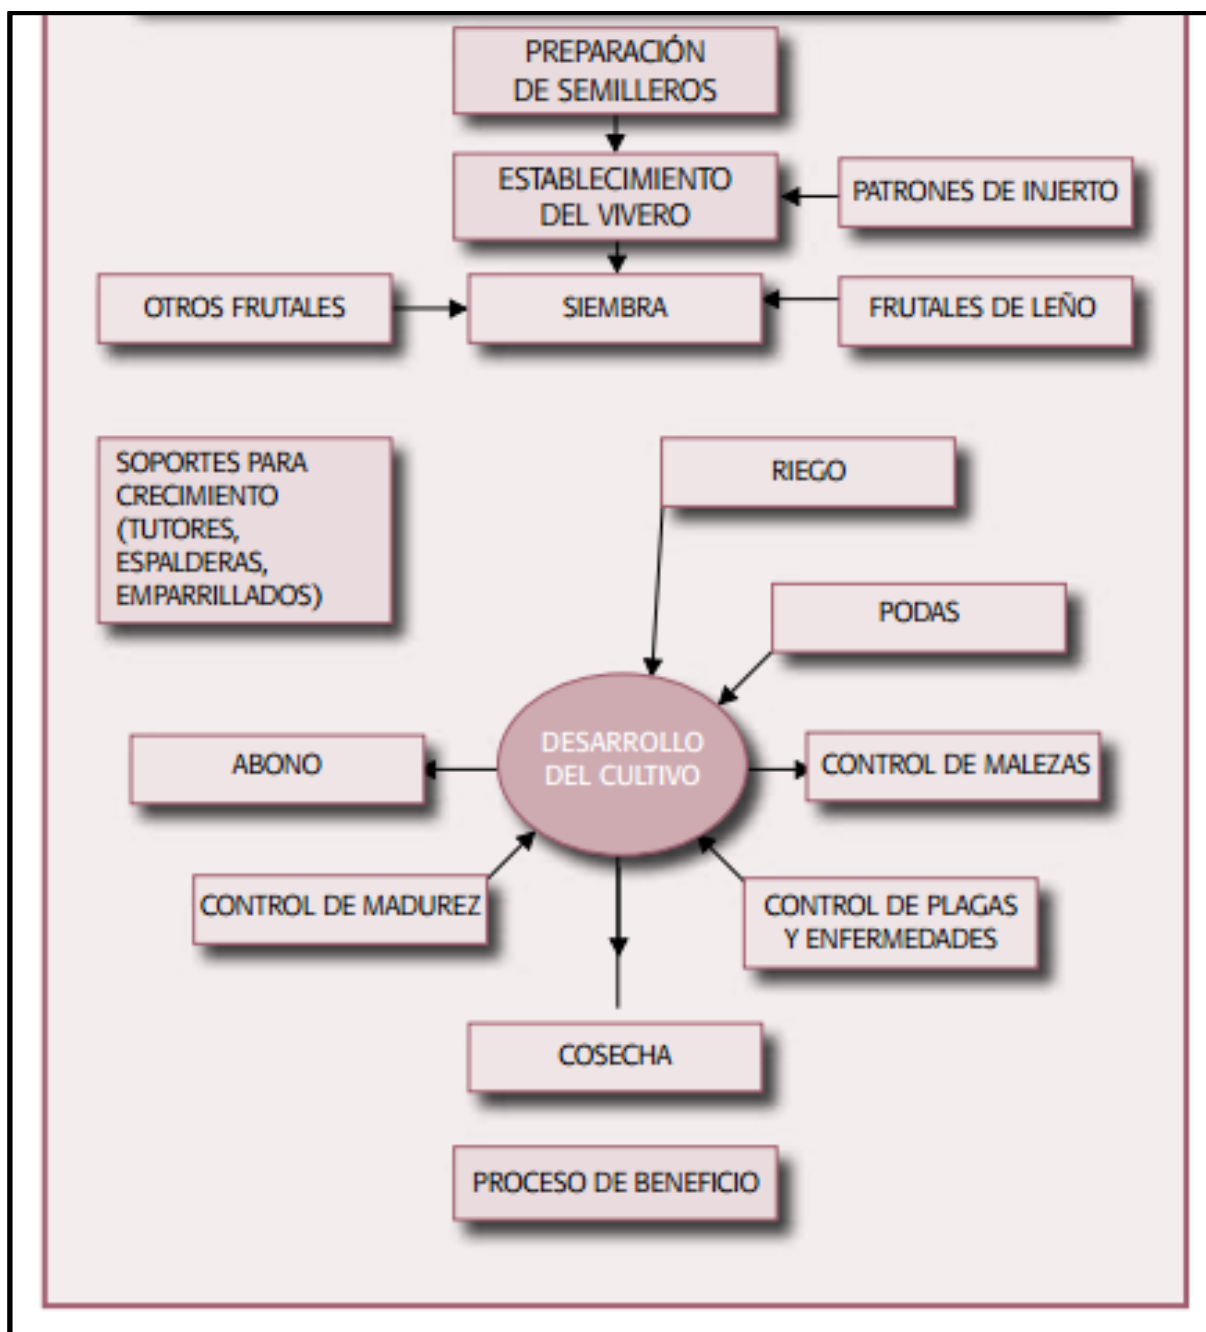 PREPARACIÓN
DE SEMILLEROS
ESTABLECIMIENTO
DEL VIVERO
PATRONES DE INJERTO
OTROS FRUTALES
SIEMBRA
FRUTALES DE LEÑO
SOPORTES PARA
CRECIMIENTO
(TUTORES,
ESPALDERAS,
EMPARRILLADOS)
RIEGO
PODAS
DESARROLLO
DEL CULTIVO
ABONO
CONTROL DE MALEZAS
CONTROL DE MADUREZ
CONTROL DE PLAGAS
Y ENFERMEDADES
COSECHA
PROCESO DE BENEFICIO